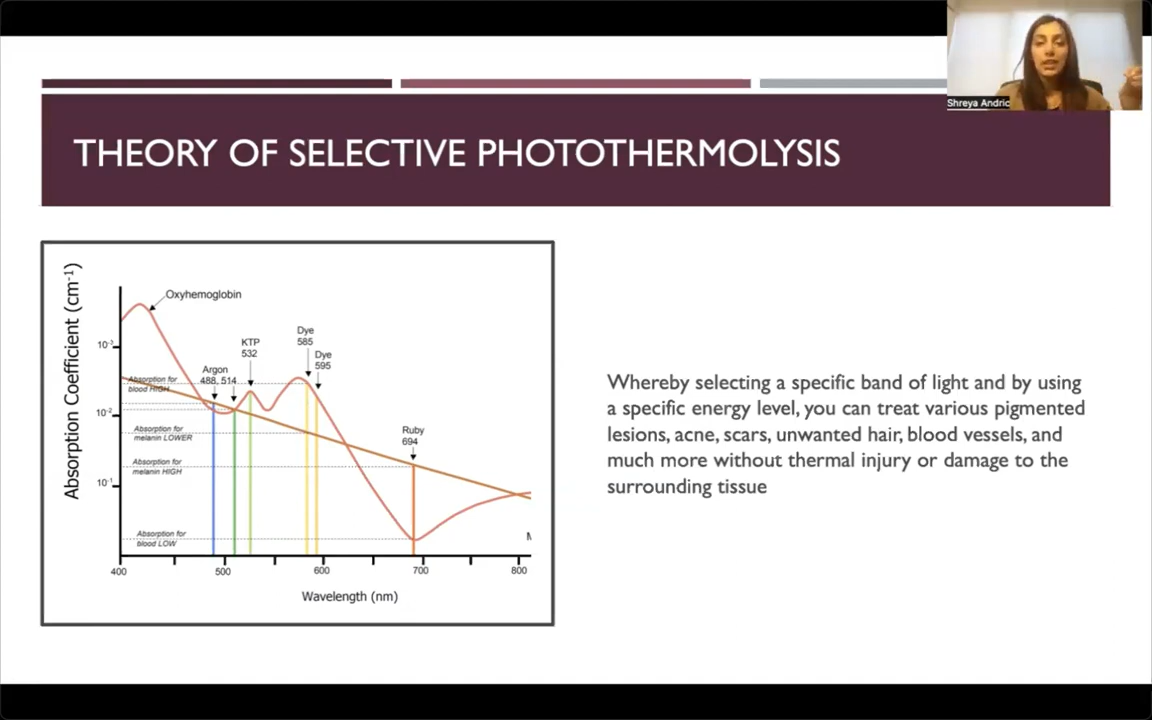 Shreya Andric
THEORY OF SELECTIVE PHOTOTHERMOLYSIS
Absorption Coefficient (cm-1)
Oxyhemoglobin
Dye
585
KTP
532
Dye
595
Argon
488, 514
10-3
Absorption for
blood HIGH
10-2
Absorption for
melanin LOWER
Ruby
694
Absorption for
melanin HIGH
10-1
Absorption for
blood LOW
M
400
500
600
700
800
Wavelength (nm)
Whereby selecting a specific band of light and by using
a specific energy level, you can treat various pigmented
lesions, acne, scars, unwanted hair, blood vessels, and
much more without thermal injury or damage to the
surrounding tissue